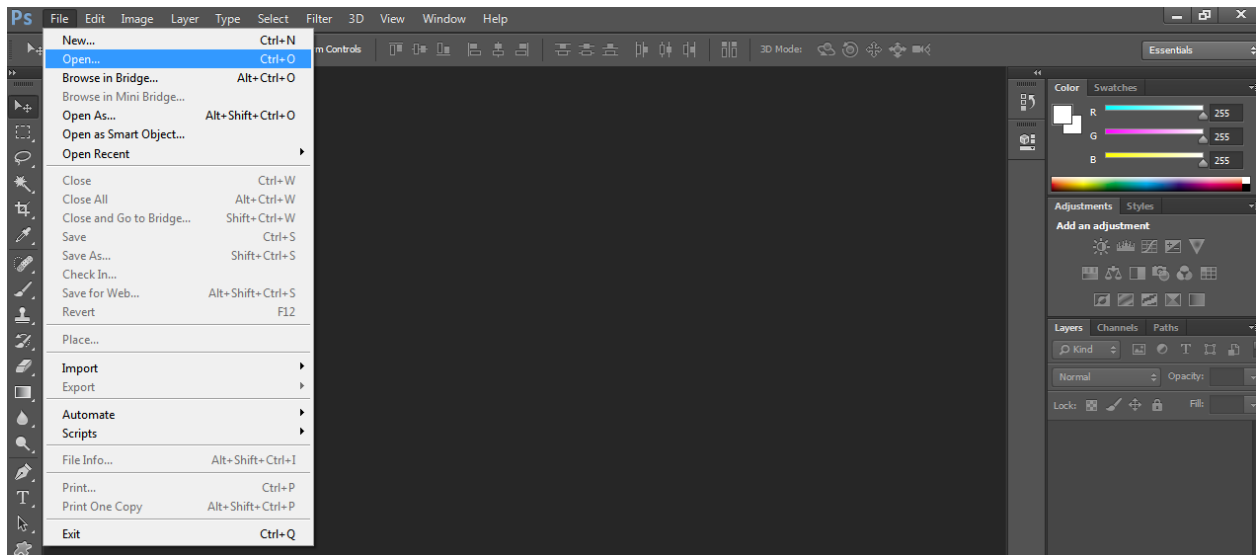 Ps File Edit Image Layer Type Select Filter 3D View Window Help
m Controls 3D Mode: Essentials
New... Ctrl+N
Open... Ctrl+O
Browse in Bridge... Alt+Ctrl+O
Browse in Mini Bridge...
Open As... Alt+Shift+Ctrl+O
Open as Smart Object...
Open Recent
Close Ctrl+W
Close All Alt+Ctrl+W
Close and Go to Bridge... Shift+Ctrl+W
Save Ctrl+S
Save As... Shift+Ctrl+S
Check In...
Save for Web... Alt+Shift+Ctrl+S
Revert F12
Place...
Import
Export
Automate
Scripts
File Info... Alt+Shift+Ctrl+I
Print... Ctrl+P
Print One Copy Alt+Shift+Ctrl+P
Exit Ctrl+Q
Color Swatches
R 255
G 255
B 255
Adjustments Styles
Add an adjustment
Layers Channels Paths
Kind
Normal Opacity:
Lock: Fill: